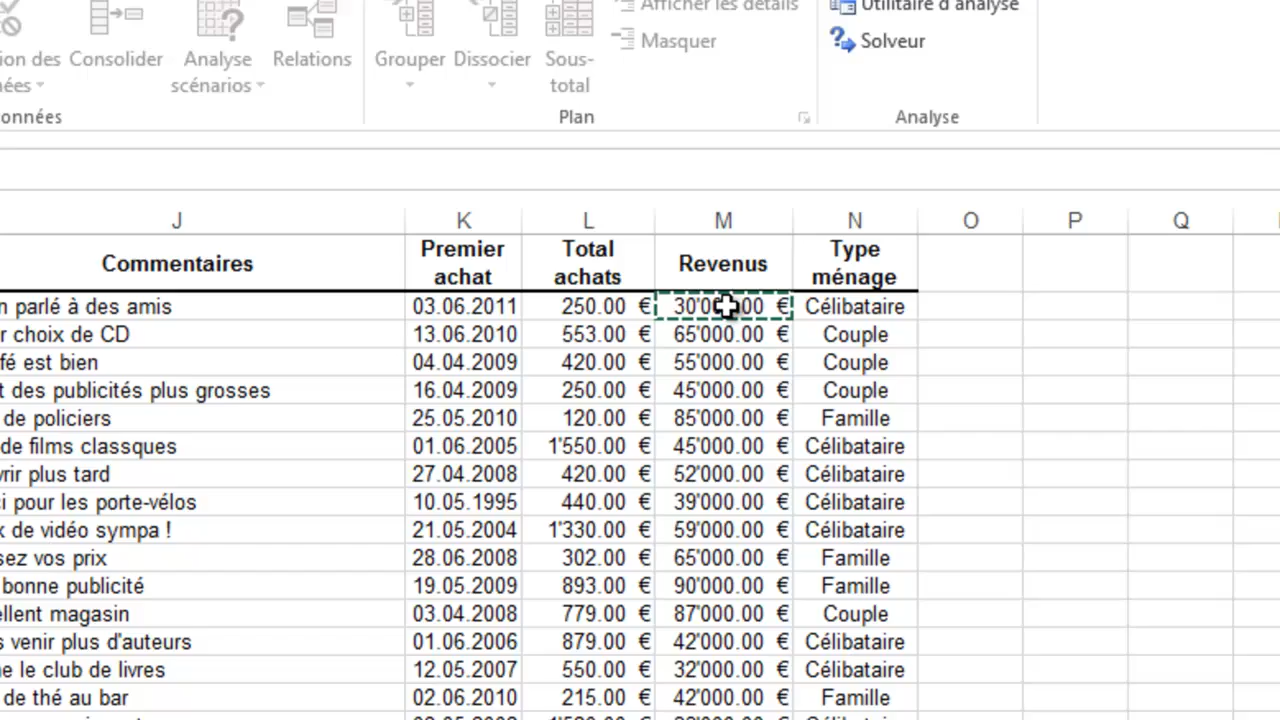 Afficher les détails Utilitaire d'analyse
Masquer Solveur
Consolider Analyse Relations Grouper Dissocier Sous-
scénarios total
Plan Analyse
J K L M N O P Q
Commentaires Premier achat Total achats Revenus Type ménage
n parlé à des amis 03.06.2011 250.00 € € Célibataire
r choix de CD 13.06.2010 553.00 € 65'000.00 € Couple
fé est bien 04.04.2009 420.00 € 55'000.00 € Couple
t des publicités plus grosses 16.04.2009 250.00 € 45'000.00 € Couple
de policiers 25.05.2010 120.00 € 85'000.00 € Famille
de films classques 01.06.2005 1'550.00 € 45'000.00 € Célibataire
vrir plus tard 27.04.2008 420.00 € 52'000.00 € Célibataire
ci pour les porte-vélos 10.05.1995 440.00 € 39'000.00 € Célibataire
x de vidéo sympa ! 21.05.2004 1'330.00 € 59'000.00 € Célibataire
sez vos prix 28.06.2008 302.00 € 65'000.00 € Famille
bonne publicité 19.05.2009 893.00 € 90'000.00 € Famille
ellent magasin 03.04.2008 779.00 € 87'000.00 € Couple
s venir plus d'auteurs 01.06.2006 879.00 € 42'000.00 € Célibataire
ne le club de livres 12.05.2007 550.00 € 32'000.00 € Célibataire
de thé au bar 02.06.2010 215.00 € 42'000.00 € Famille